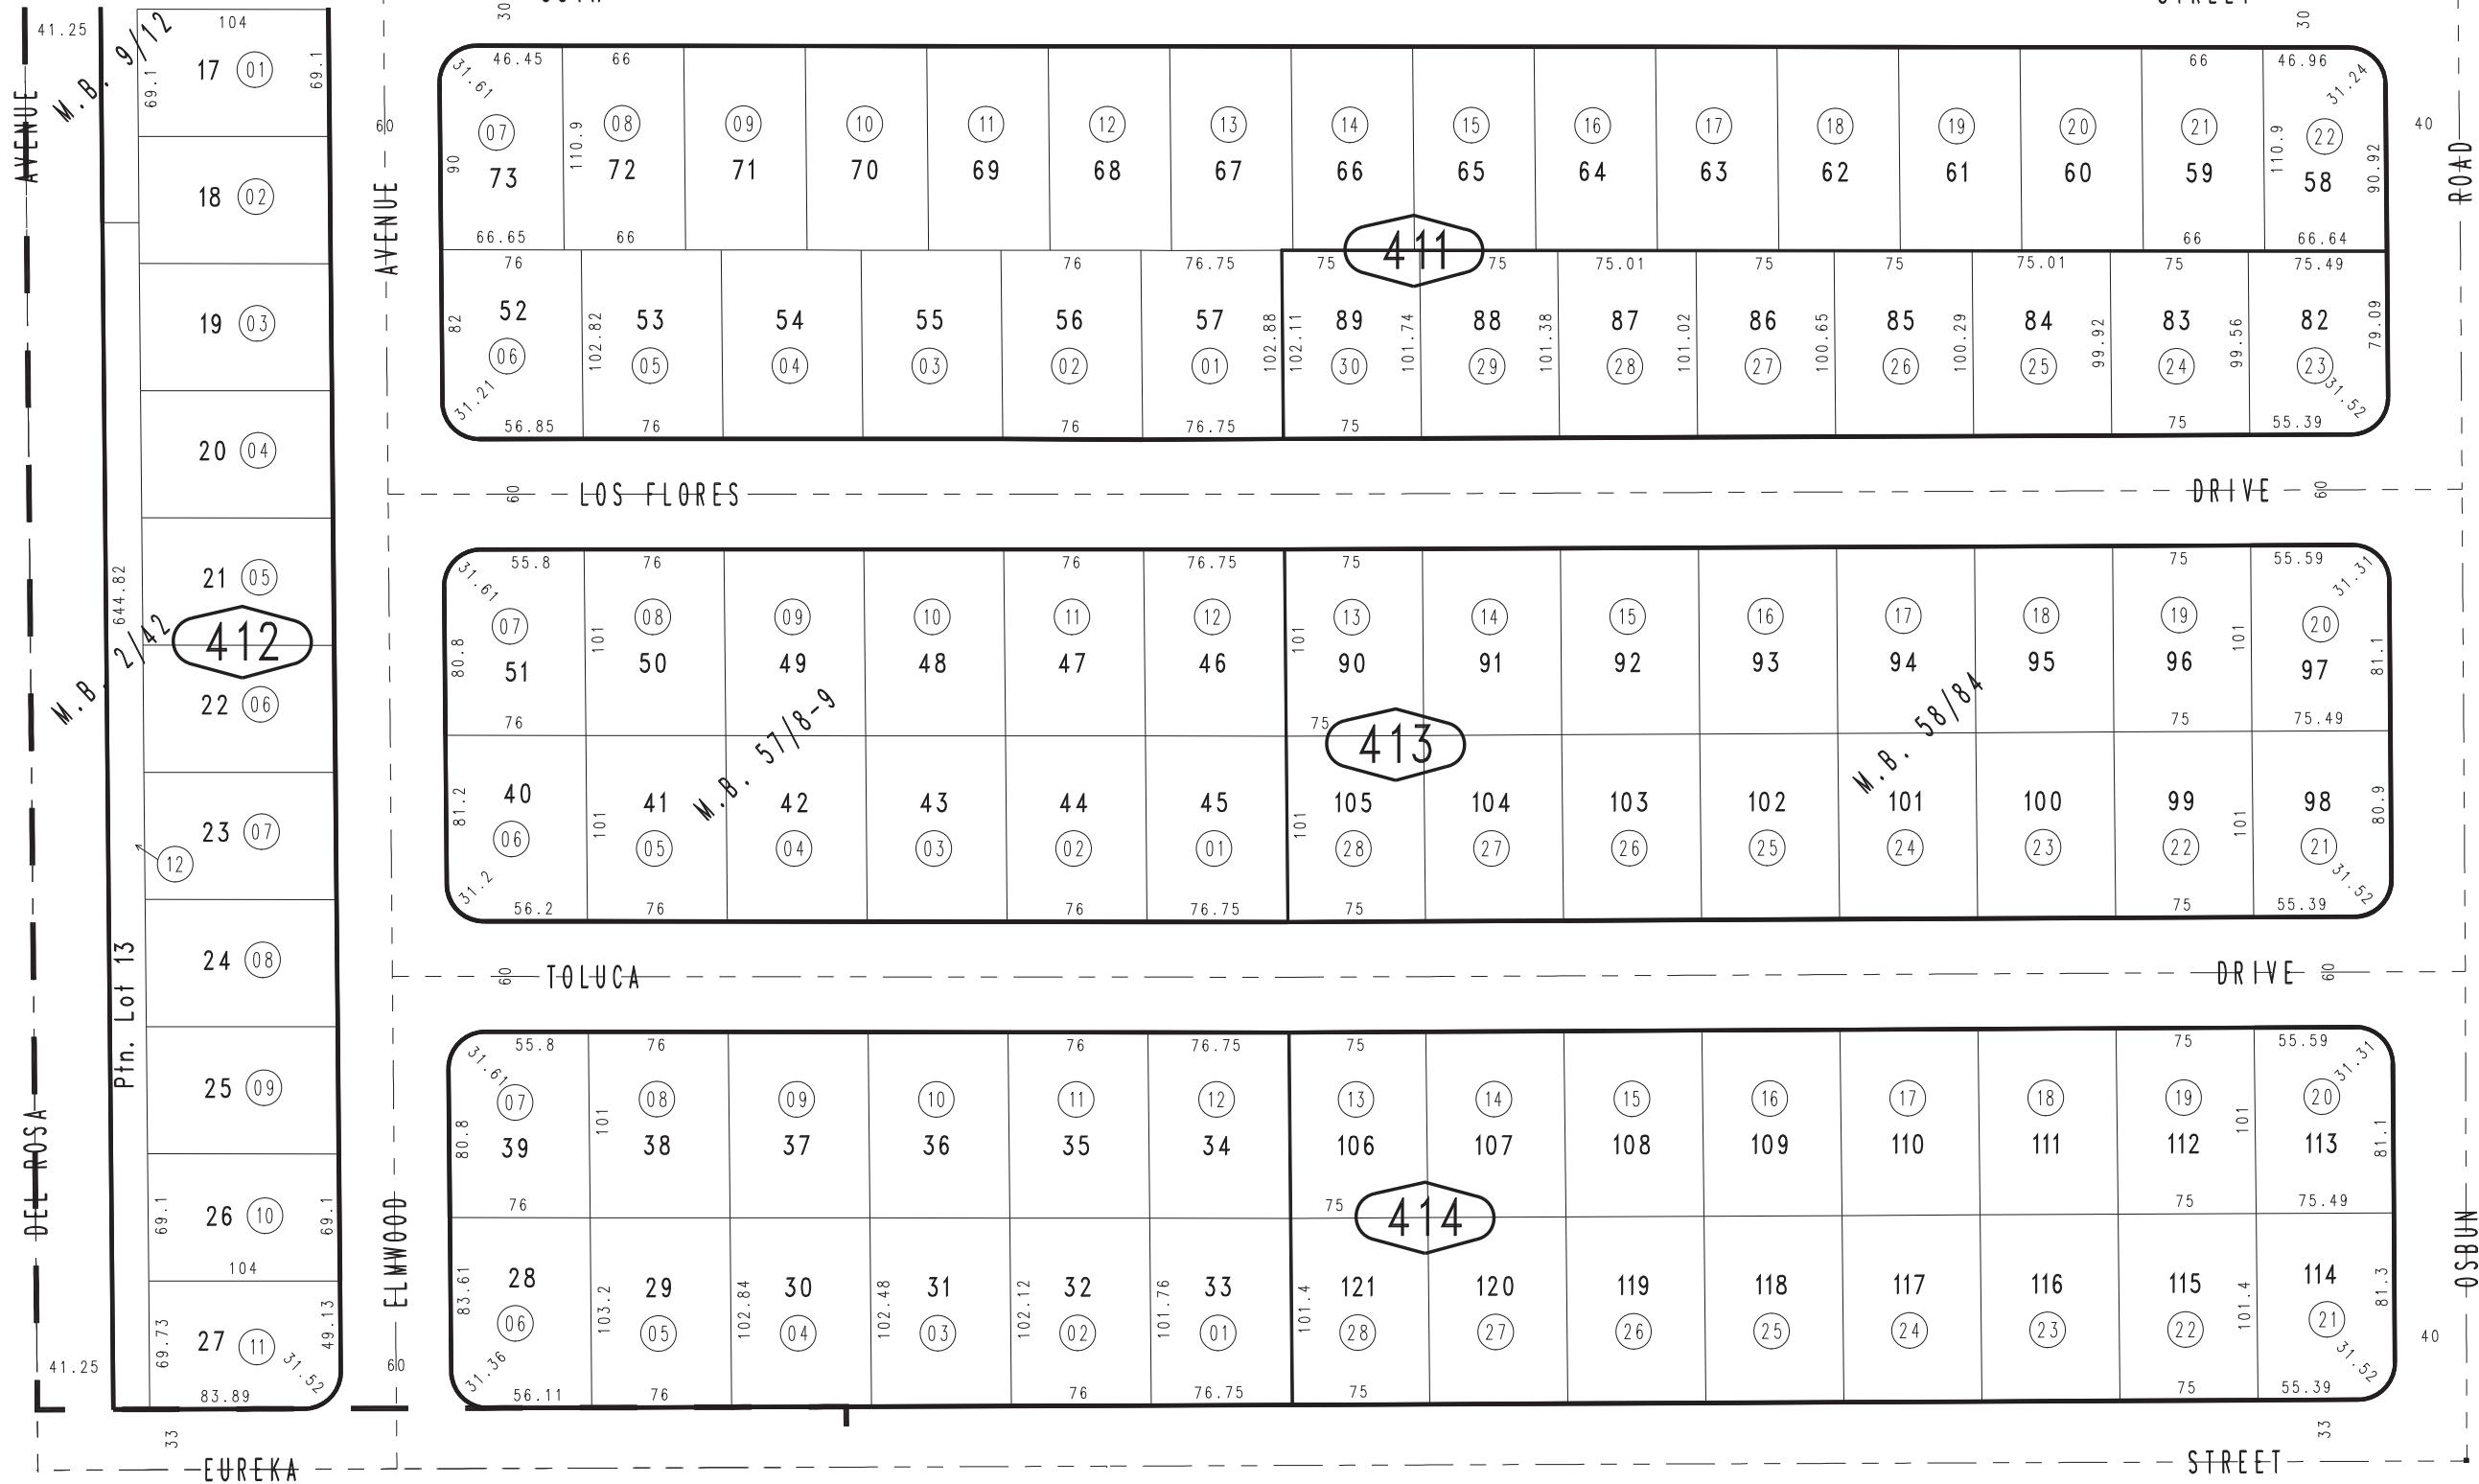 41.25
M.B. 9/12
AVENUE
104
17 01
69.1
69.1
18 02
19 03
20 04
21 05
644.82
412
M.B. 2/42
22 06
23 07
12
24 08
Ptn. Lot 13
25 09
69.1
26 10
69.1
104
69.73
27 11
49.13
31.52
83.89
DEL ROSA
41.25
33
60
AVENUE
ELMWOOD
60
30
30
31.61 46.45 66 66 46.96 31.24
07 08 09 10 11 12 13 14 15 16 17 18 19 20 21 22
90 110.9 110.9 90.92
73 72 71 70 69 68 67 66 65 64 63 62 61 60 59 58
66.65 66 66 66.64
411
76 76 76.75 75 75 75.01 75 75 75.01 75 75.49
52 53 54 55 56 57 89 88 87 86 85 84 83 82
82 102.82 102.88 102.11 101.74 101.38 101.02 100.65 100.29 99.92 99.56 79.09
06 05 04 03 02 01 30 29 28 27 26 25 24 23
31.21 31.52
56.85 76 76 76.75 75 75 55.39
40
ROAD
60 LOS FLORES DRIVE 60
31.61 55.8 76 76 76.75 75 75 55.59 31.31
07 08 09 10 11 12 13 14 15 16 17 18 19 20
80.8 101 101 101 81.1
51 50 49 48 47 46 90 91 92 93 94 95 96 97
76 75 75 75.49
M.B. 57/8-9
413
M.B. 58/84
40 41 42 43 44 45 105 104 103 102 101 100 99 98
81.2 101 101 101 80.9
06 05 04 03 02 01 28 27 26 25 24 23 22 21
31.2 31.52
56.2 76 76 76.75 75 75 55.39
60 TOLUCA DRIVE 60
31.61 55.8 76 76 76.75 75 75 55.59 31.31
07 08 09 10 11 12 13 14 15 16 17 18 19 20
80.8 101 101 81.1
39 38 37 36 35 34 106 107 108 109 110 111 112 113
76 75 75 75.49
414
28 29 30 31 32 33 121 120 119 118 117 116 115 114
83.61 103.2 102.84 102.48 102.12 101.76 101.4 101.4 81.3
06 05 04 03 02 01 28 27 26 25 24 23 22 21
31.36 31.52
56.11 76 76 76.75 75 75 55.39
OSBUN
40
33
EUREKA STREET